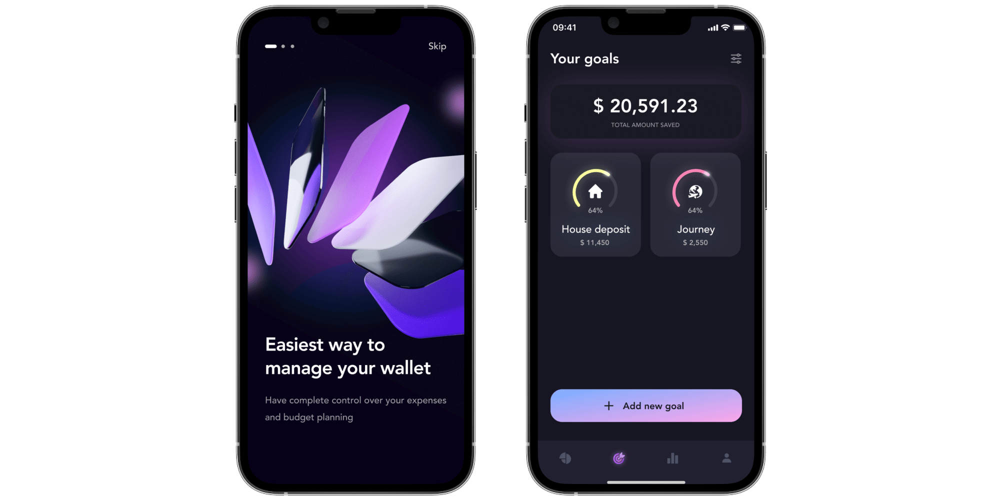 Skip
Easiest way to
manage your wallet
Have complete control over your expenses
and budget planning
09:41
Your goals
$ 20,591.23
TOTAL AMOUNT SAVED
64%
House deposit
$ 11,450
64%
Journey
$ 2,550
+ Add new goal